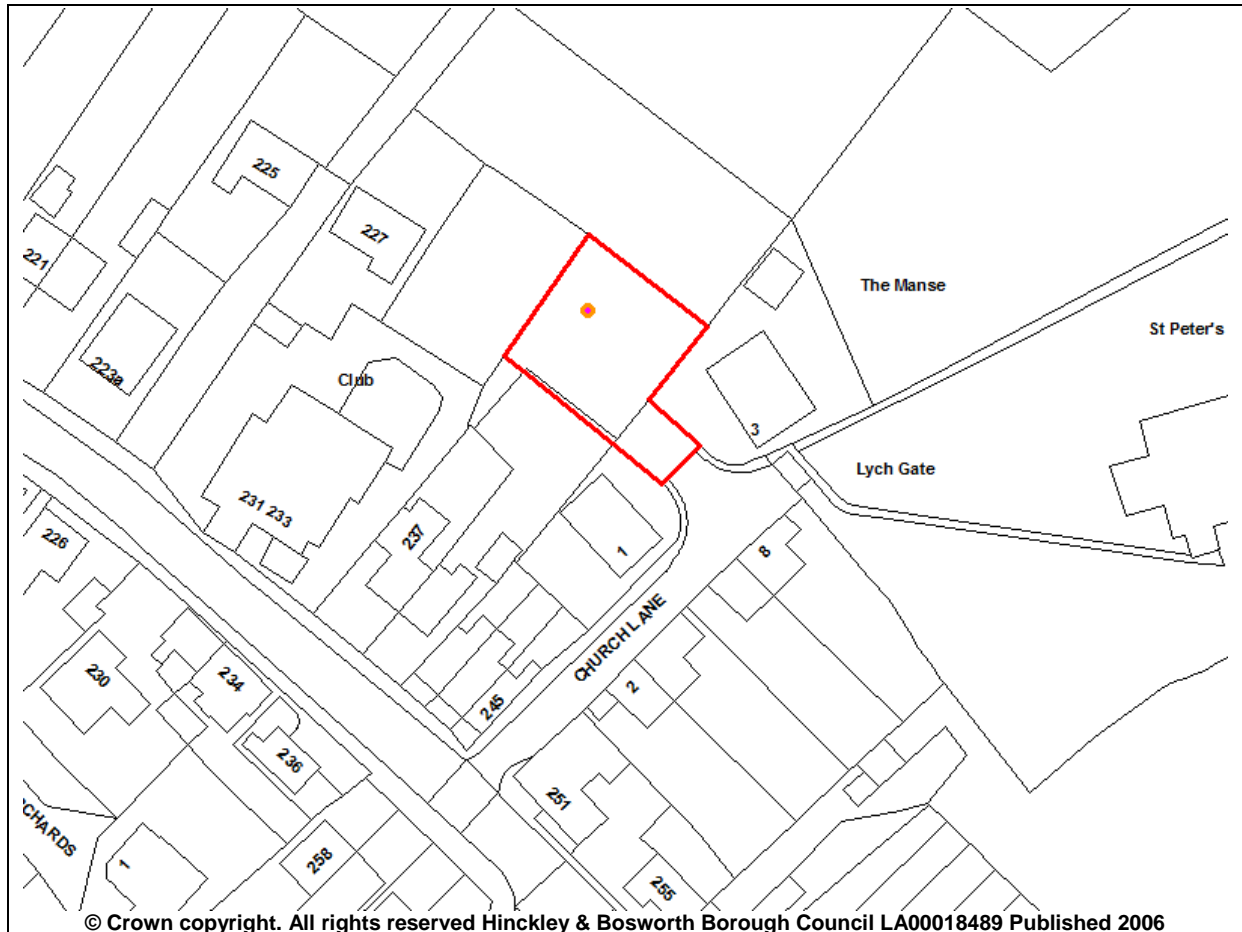 225
227
221
The Manse
St Peter's
223a
Club
3
Lych Gate
231 233
237
226
1
8
CHURCH LANE
230
234
2
245
236
251
CHARDS
1
258
255
© Crown copyright. All rights reserved Hinckley & Bosworth Borough Council LA00018489 Published 2006